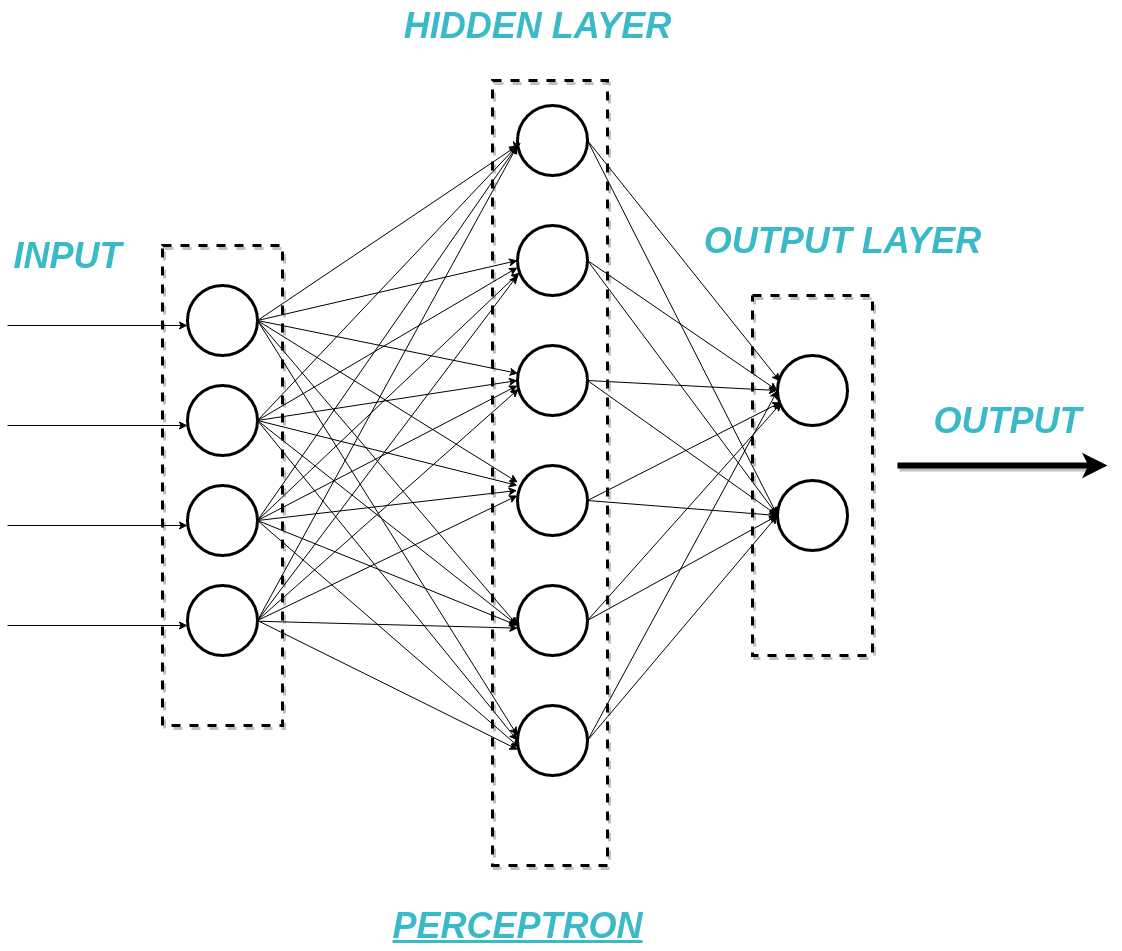 HIDDEN LAYER
INPUT
OUTPUT LAYER
OUTPUT
PERCEPTRON